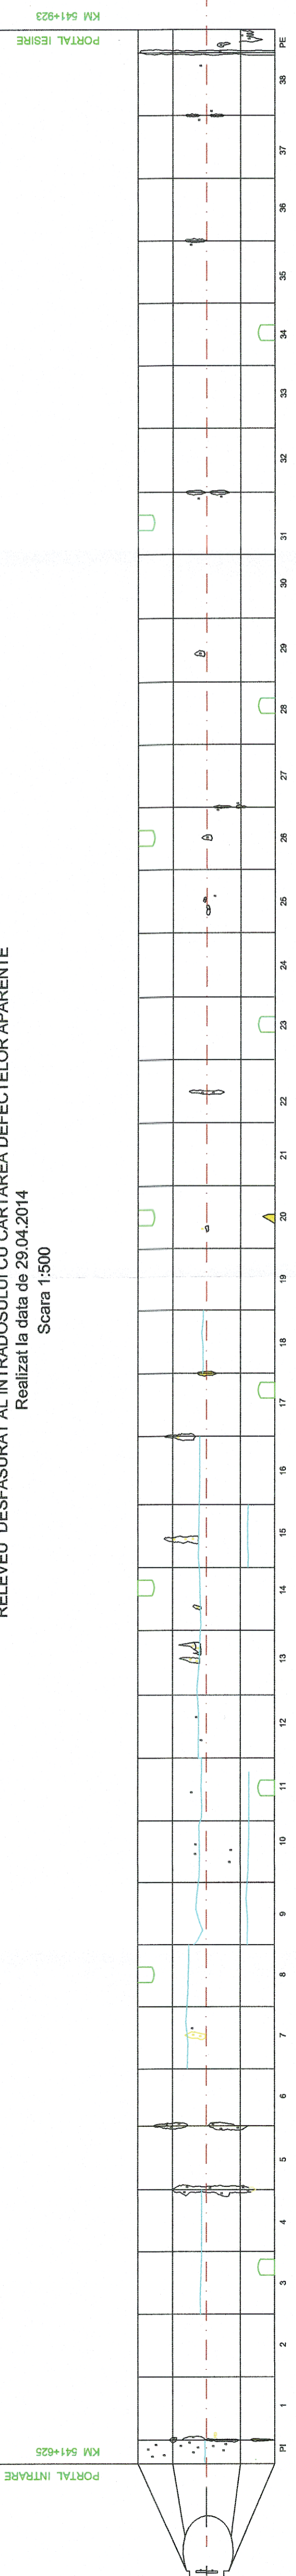 KM 541+923
PORTAL IESIRE
RELEVEU DESFASURAT AL INTRADOSULUI CU CARTAREA DEFECTELOR APARENTE
Realizat la data de 29.04.2014
Scara 1:500
KM 541+625
PORTAL INTRARE
PI 1 2 3 4 5 6 7 8 9 10 11 12 13 14 15 16 17 18 19 20 21 22 23 24 25 26 27 28 29 30 31 32 33 34 35 36 37 38 PE